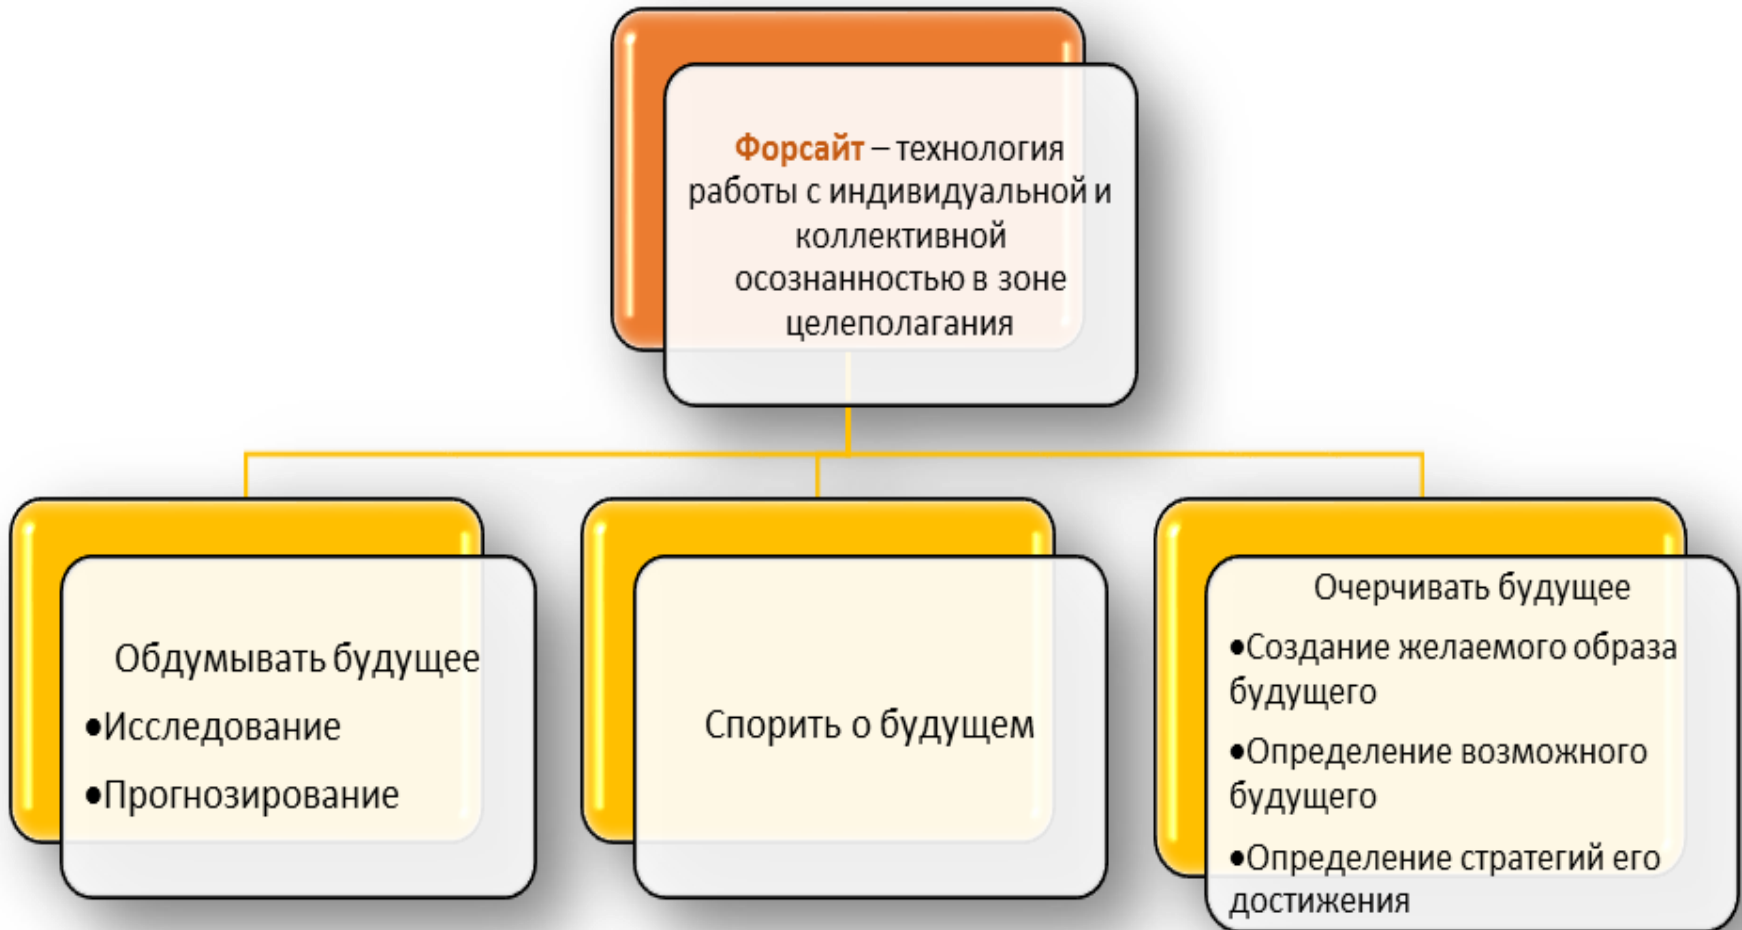 Форсайт – технология
работы с индивидуальной и
коллективной
осознанностью в зоне
целеполагания
Обдумывать будущее
•Исследование
•Прогнозирование
Спорить о будущем
Очерчивать будущее
•Создание желаемого образа
будущего
•Определение возможного
будущего
•Определение стратегий его
достижения